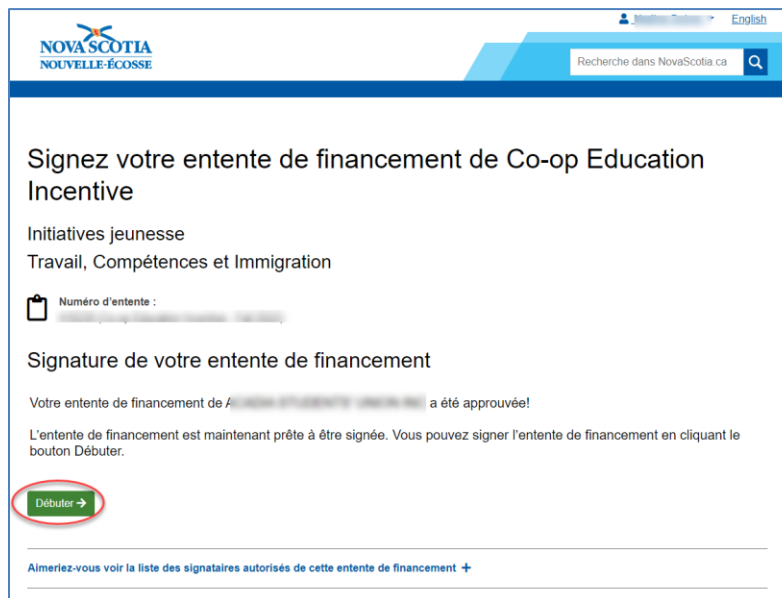 English
NOVA SCOTIA
NOUVELLE-ÉCOSSE
Recherche dans NovaScotia.ca
Signez votre entente de financement de Co-op Education
Incentive
Initiatives jeunesse
Travail, Compétences et Immigration
Numéro d'entente :
Signature de votre entente de financement
Votre entente de financement de a été approuvée!
L'entente de financement est maintenant prête à être signée. Vous pouvez signer l'entente de financement en cliquant le
bouton Débuter.
Débuter →
Aimeriez-vous voir la liste des signataires autorisés de cette entente de financement +